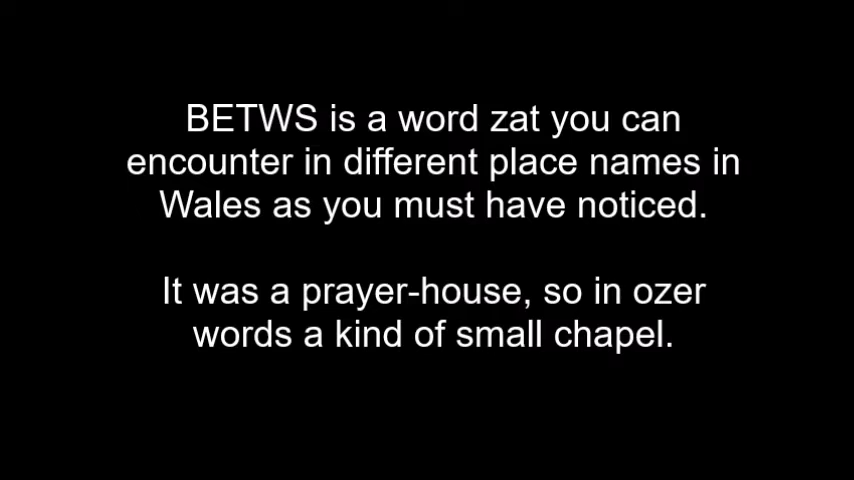 BETWS is a word zat you can
encounter in different place names in
Wales as you must have noticed.
It was a prayer-house, so in ozer
words a kind of small chapel.